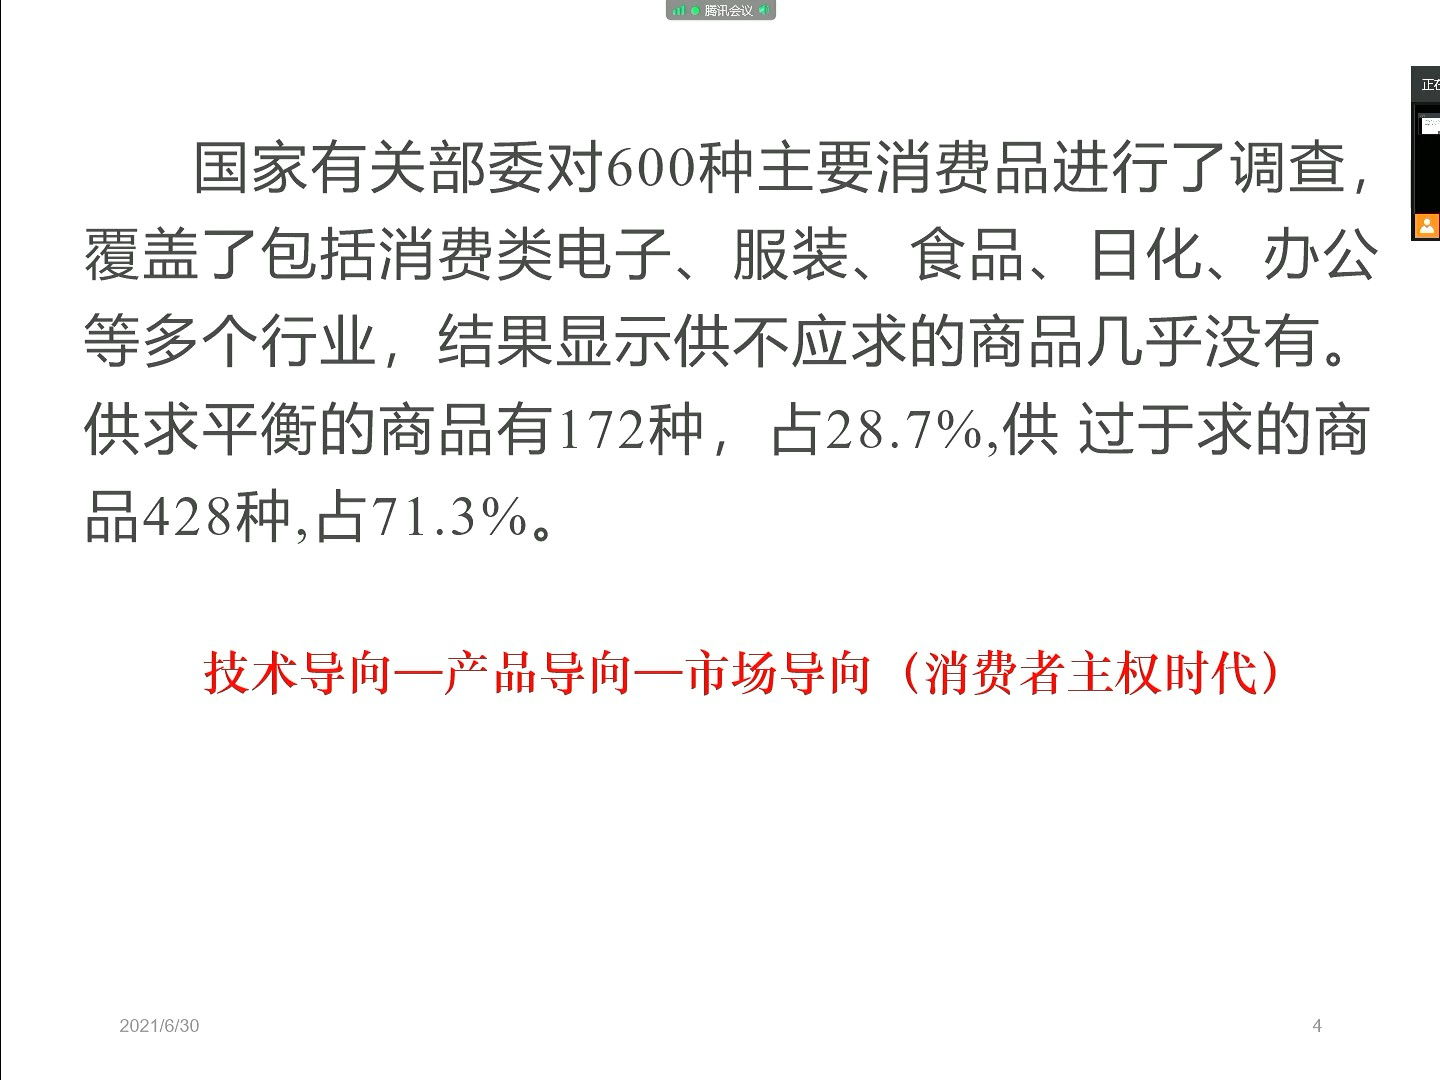 腾讯会议
正在
国家有关部委对600种主要消费品进行了调查，
覆盖了包括消费类电子、服装、食品、日化、办公
等多个行业，结果显示供不应求的商品几乎没有。
供求平衡的商品有172种，占28.7%,供 过于求的商
品428种,占71.3%。
技术导向—产品导向—市场导向（消费者主权时代）
2021/6/30
4